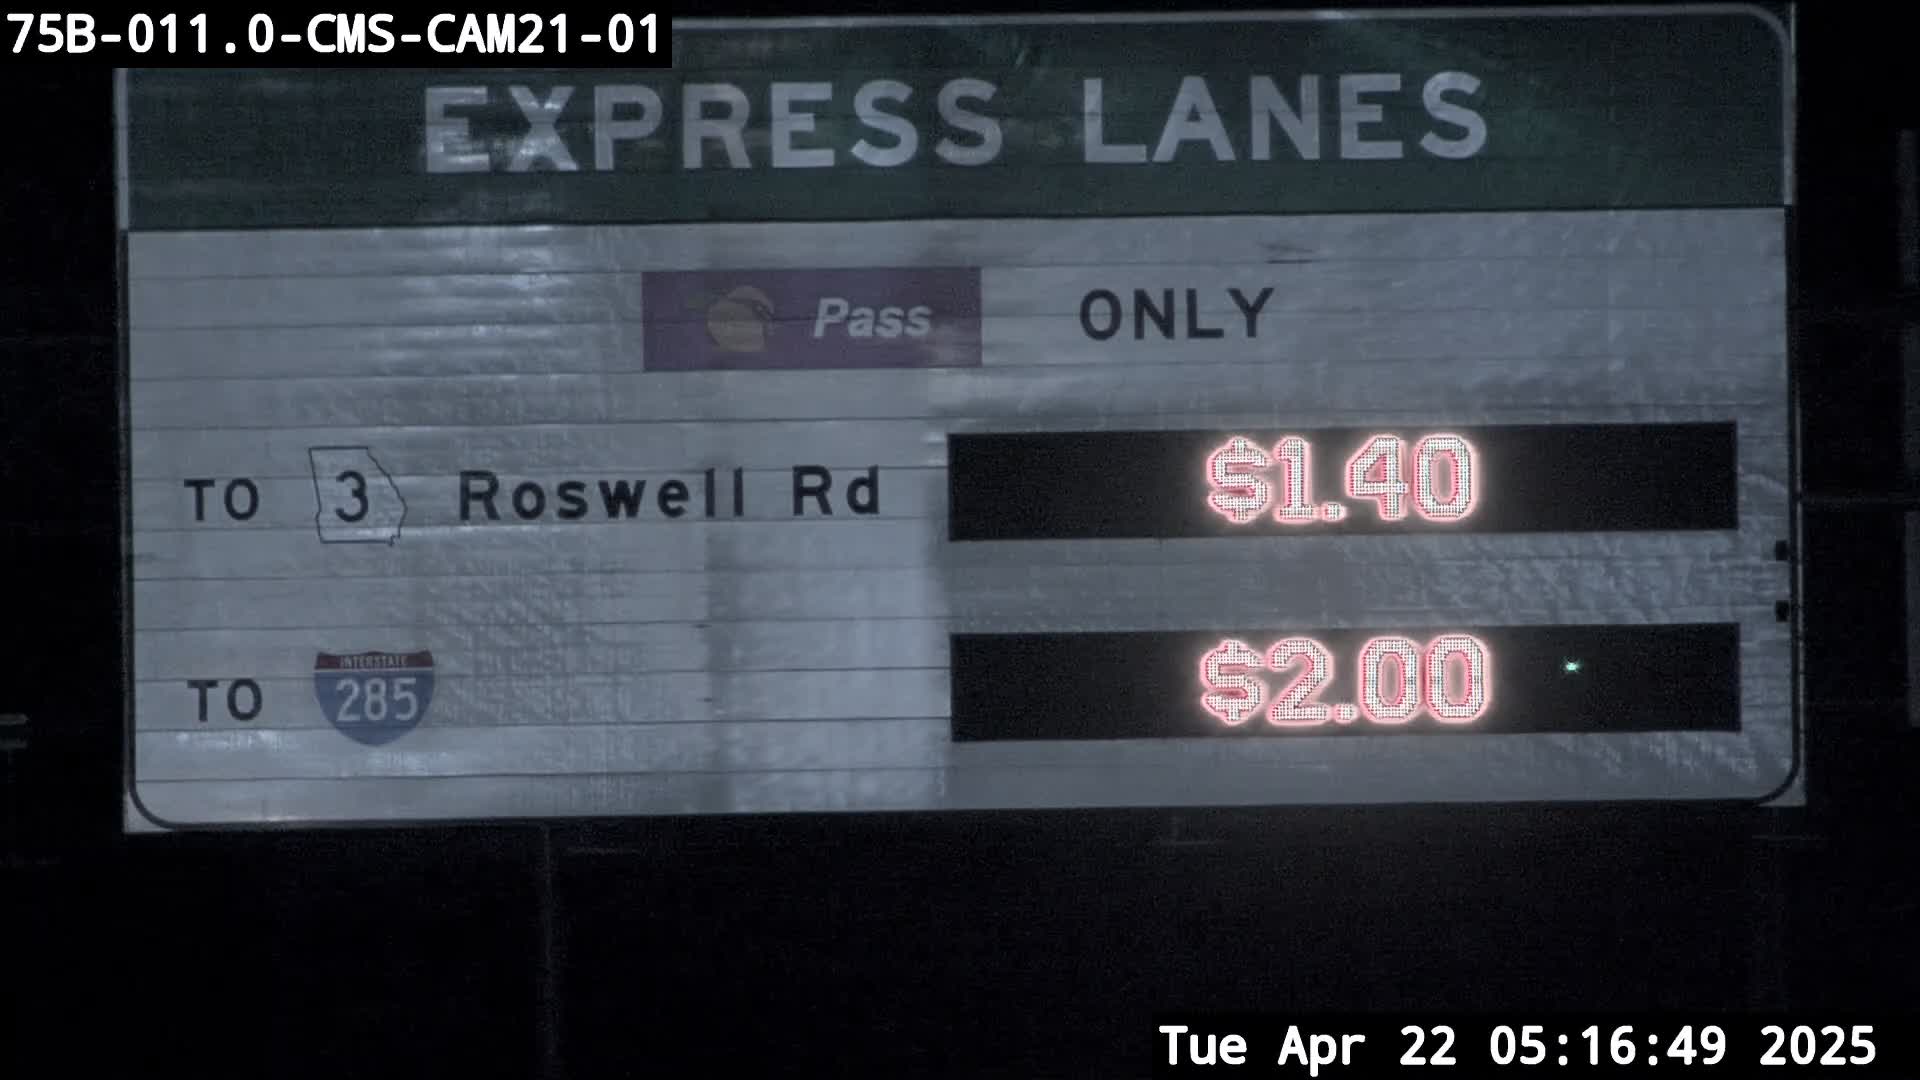 75B-011.0-CMS-CAM21-01
EXPRESS LANES
Pass ONLY
TO 3 Roswell Rd $1.40
INTERSTATE
TO 285 $2.00
Tue Apr 22 05:16:49 2025